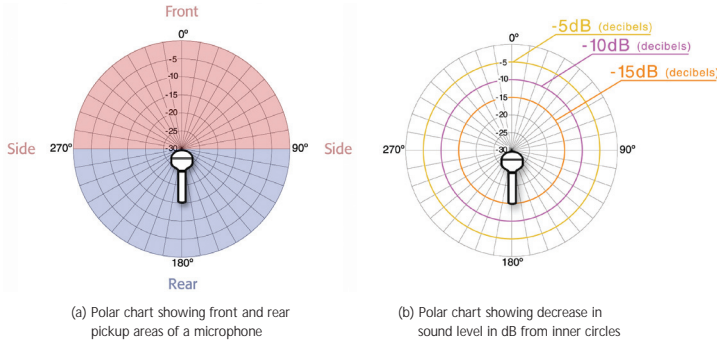 Front
0º
-5
-10
-15
-20
-25
-30
Side 270º 90º Side
180º
Rear
(a) Polar chart showing front and rear
pickup areas of a microphone
-5dB (decibels)
-10dB (decibels)
-15dB (decibels)
0º
-5
-10
-15
-20
-25
-30
270º 90º
180º
(b) Polar chart showing decrease in
sound level in dB from inner circles